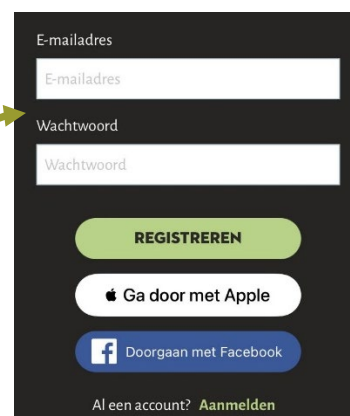 E-mailadres
E-mailadres
Wachtwoord
Wachtwoord
REGISTREREN
Ga door met Apple
Doorgaan met Facebook
Al een account? Aanmelden